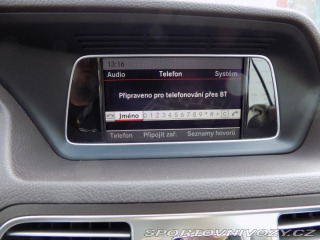 13:16
Audio Telefon Systém
Připraveno pro telefonování přes BT
Jméno 0 1 2 3 4 5 6 7 8 9 * # + C
Telefon Připojit zař. Seznamy hovorů
SPORTOVNIVOZY.CZ